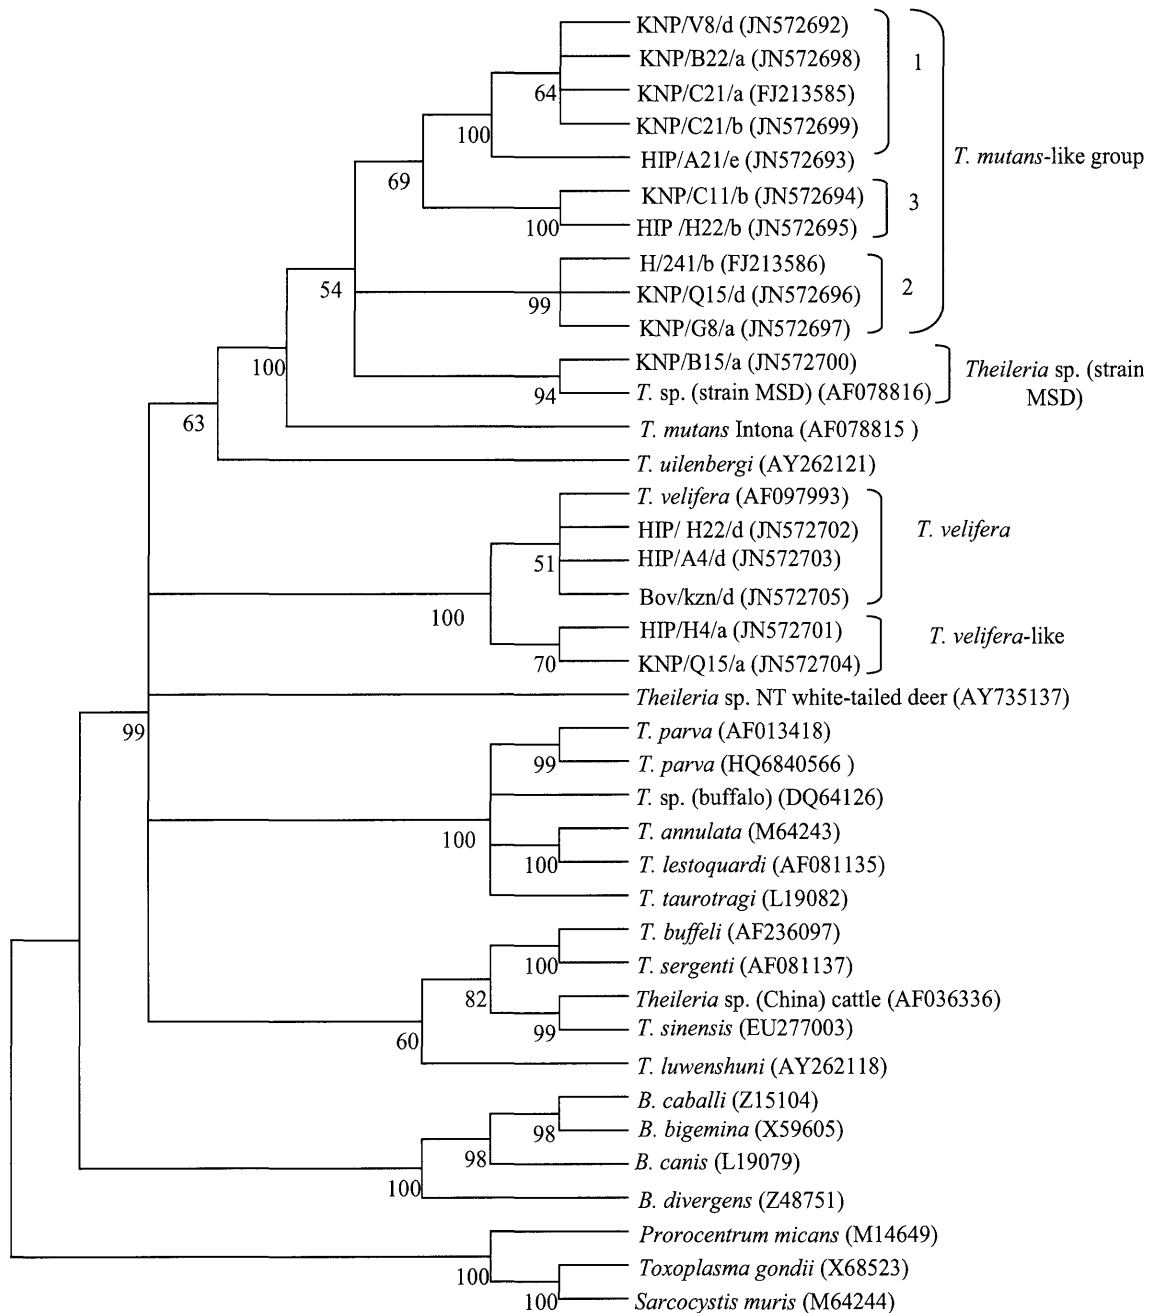 KNP/V8/d (JN572692)
KNP/B22/a (JN572698)
1
64
KNP/C21/a (FJ213585)
KNP/C21/b (JN572699)
100
HIP/A21/e (JN572693)
T. mutans-like group
69
KNP/C11/b (JN572694)
3
100
HIP /H22/b (JN572695)
H/241/b (FJ213586)
54
99
KNP/Q15/d (JN572696)
2
KNP/G8/a (JN572697)
100
KNP/B15/a (JN572700)
Theileria sp. (strain
MSD)
94
T. sp. (strain MSD) (AF078816)
63
T. mutans Intona (AF078815 )
T. uilenbergi (AY262121)
T. velifera (AF097993)
HIP/ H22/d (JN572702)
T. velifera
51
HIP/A4/d (JN572703)
Bov/kzn/d (JN572705)
100
HIP/H4/a (JN572701)
T. velifera-like
70
KNP/Q15/a (JN572704)
Theileria sp. NT white-tailed deer (AY735137)
99
T. parva (AF013418)
99
T. parva (HQ6840566 )
T. sp. (buffalo) (DQ64126)
100
T. annulata (M64243)
100
T. lestoquardi (AF081135)
T. taurotragi (L19082)
T. buffeli (AF236097)
100
T. sergenti (AF081137)
82
Theileria sp. (China) cattle (AF036336)
99
T. sinensis (EU277003)
60
T. luwenshuni (AY262118)
B. caballi (Z15104)
98
B. bigemina (X59605)
98
B. canis (L19079)
100
B. divergens (Z48751)
Prorocentrum micans (M14649)
100
Toxoplasma gondii (X68523)
100
Sarcocystis muris (M64244)